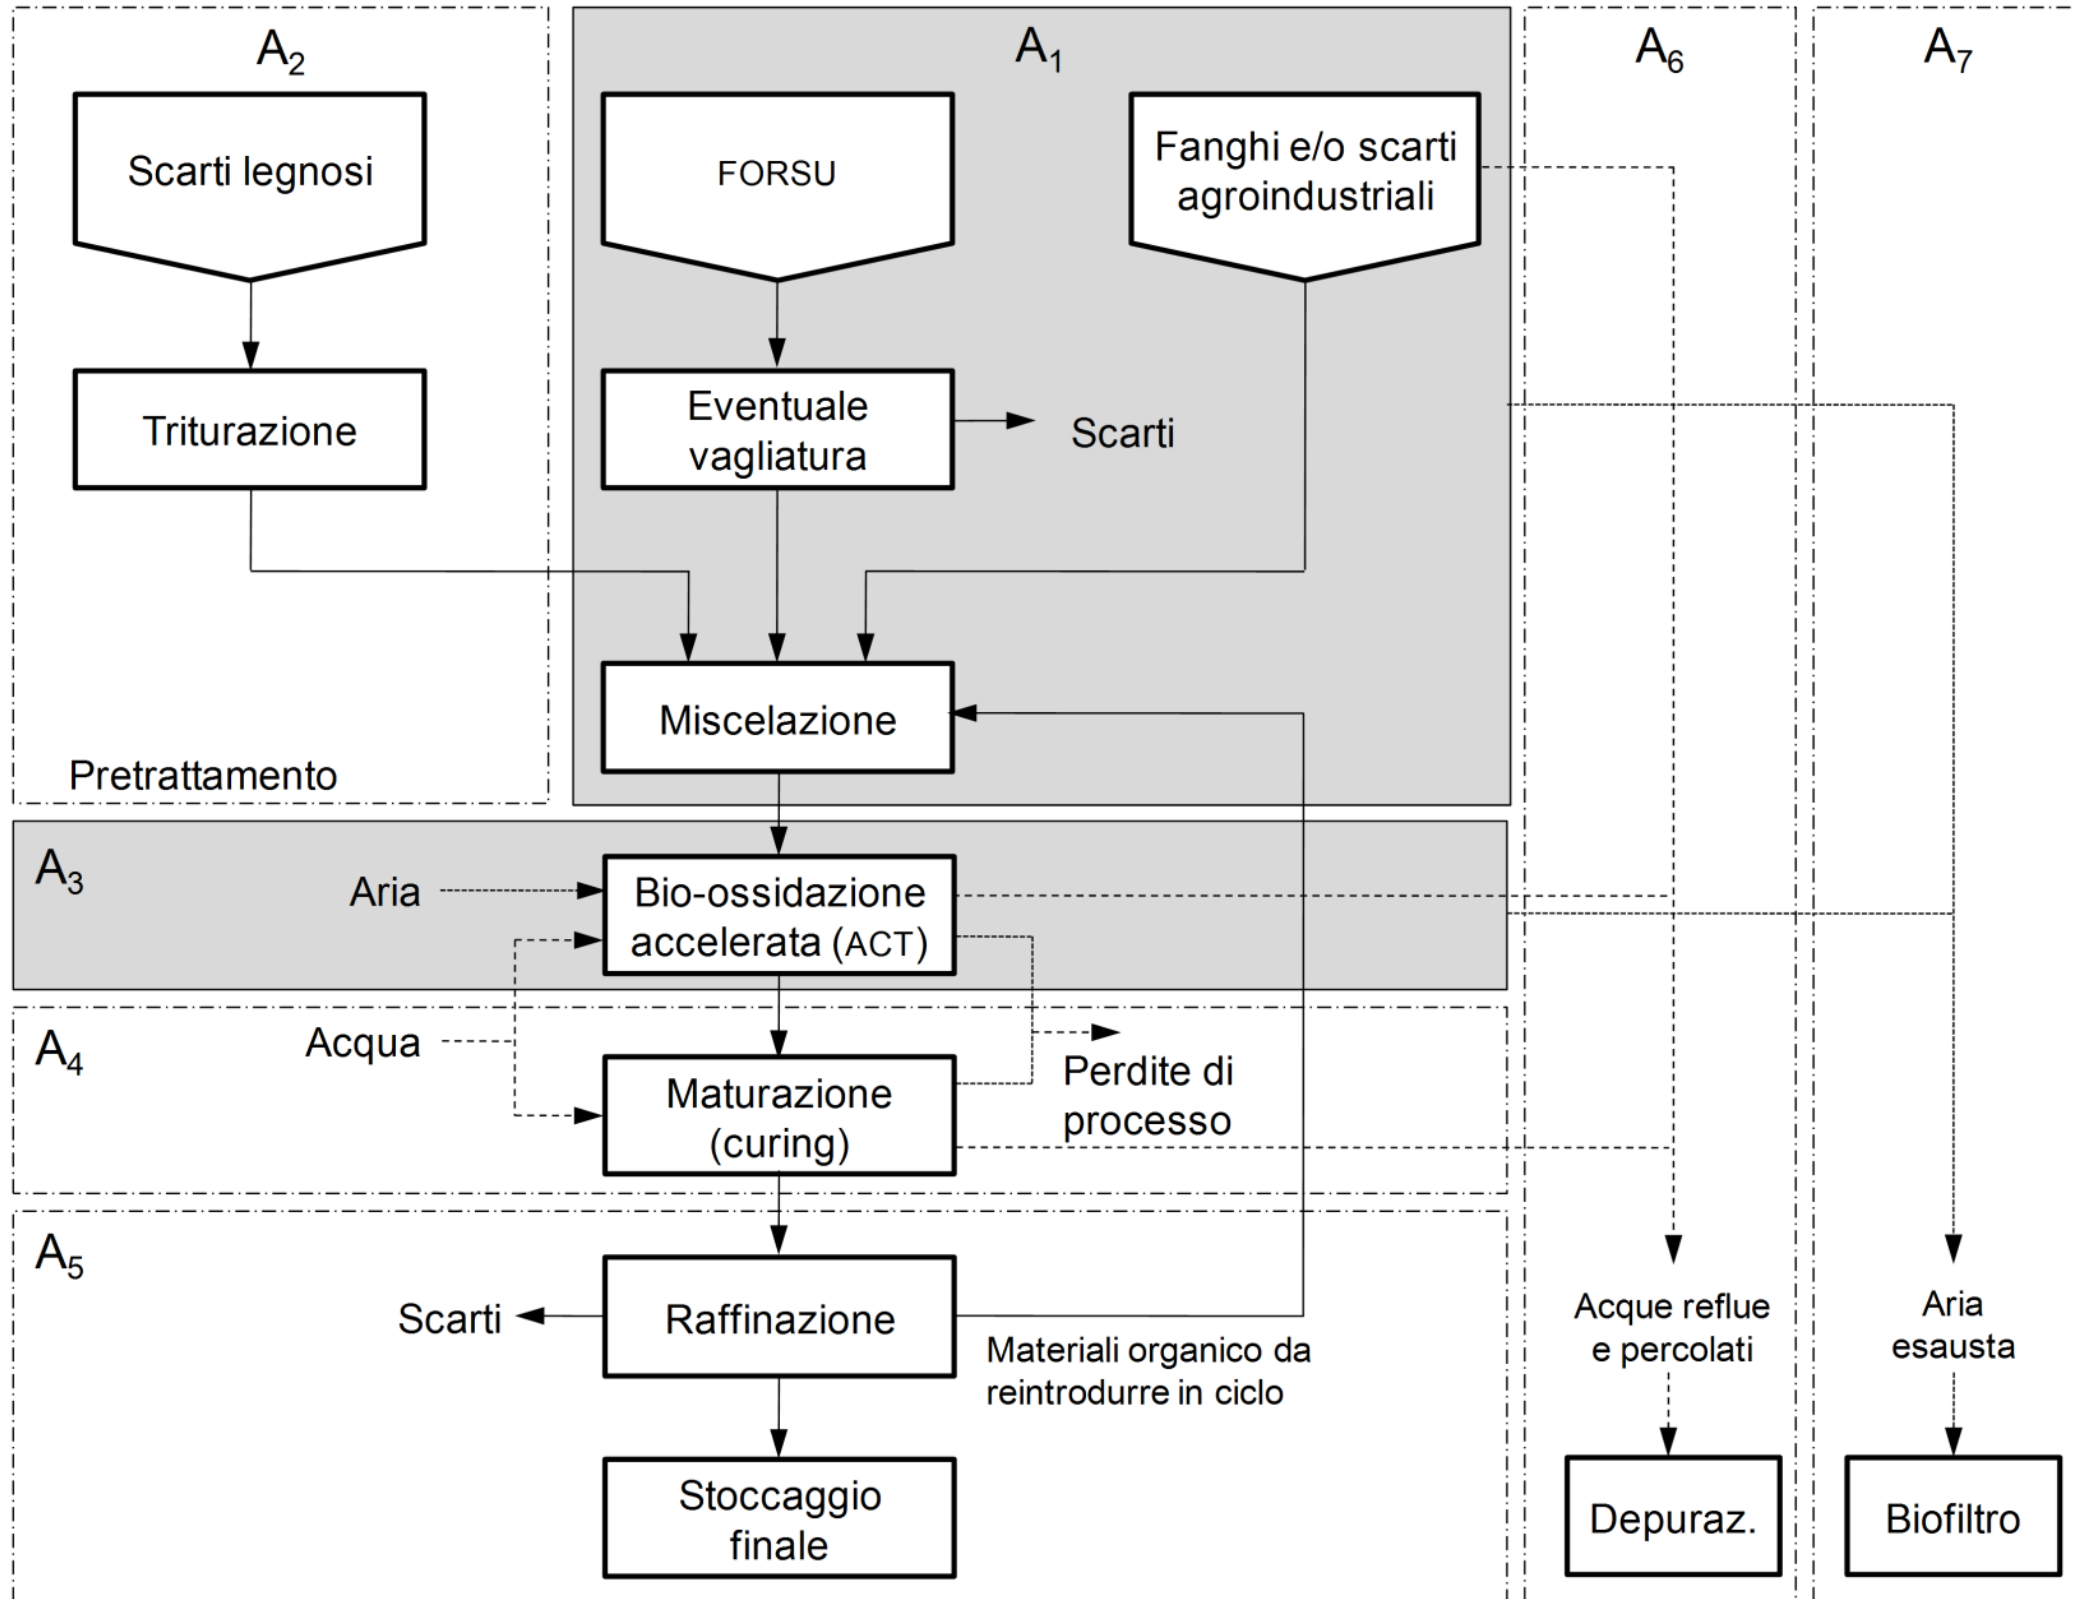 A2
A1
A6
A7
Scarti legnosi
FORSU
Fanghi e/o scarti
agroindustriali
Triturazione
Eventuale
vagliatura
Scarti
Miscelazione
Pretrattamento
A3
Aria
Bio-ossidazione
accelerata (ACT)
A4
Acqua
Maturazione
(curing)
Perdite di
processo
A5
Scarti
Raffinazione
Materiali organico da
reintrodurre in ciclo
Acque reflue
e percolati
Aria
esausta
Stoccaggio
finale
Depuraz.
Biofiltro